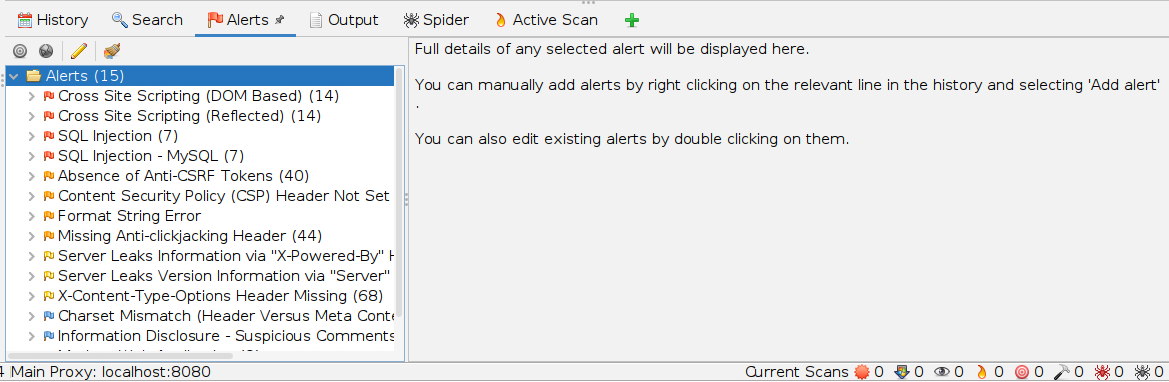 History Search Alerts Output Spider Active Scan
Full details of any selected alert will be displayed here.
You can manually add alerts by right clicking on the relevant line in the history and selecting 'Add alert'
.
You can also edit existing alerts by double clicking on them.
Alerts (15)
Cross Site Scripting (DOM Based) (14)
Cross Site Scripting (Reflected) (14)
SQL Injection (7)
SQL Injection - MySQL (7)
Absence of Anti-CSRF Tokens (40)
Content Security Policy (CSP) Header Not Set
Format String Error
Missing Anti-clickjacking Header (44)
Server Leaks Information via "X-Powered-By"
Server Leaks Version Information via "Server"
X-Content-Type-Options Header Missing (68)
Charset Mismatch (Header Versus Meta Conte
Information Disclosure - Suspicious Comments
4 Main Proxy: localhost:8080
Current Scans 0 0 0 0 0 0 0 0